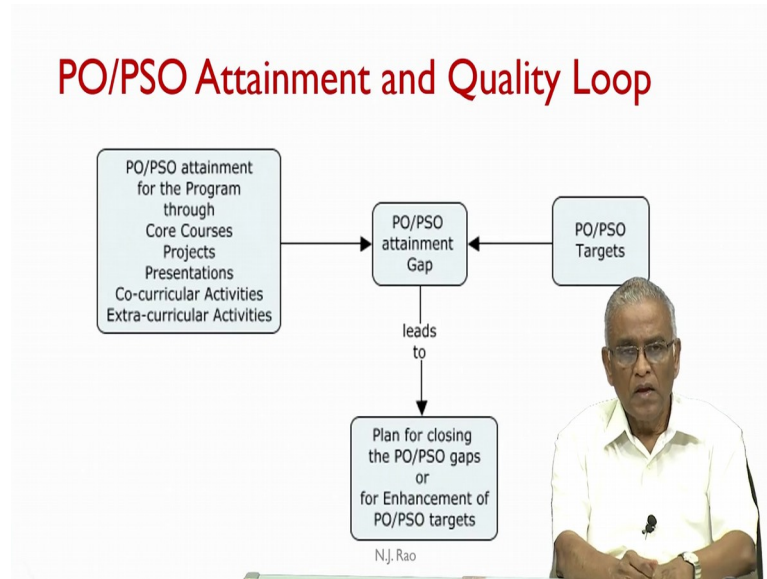 PO/PSO Attainment and Quality Loop
PO/PSO attainment
for the Program
through
Core Courses
Projects
Presentations
Co-curricular Activities
Extra-curricular Activities
PO/PSO
attainment
Gap
PO/PSO
Targets
leads
to
Plan for closing
the PO/PSO gaps
or
for Enhancement of
PO/PSO targets
N.J. Rao